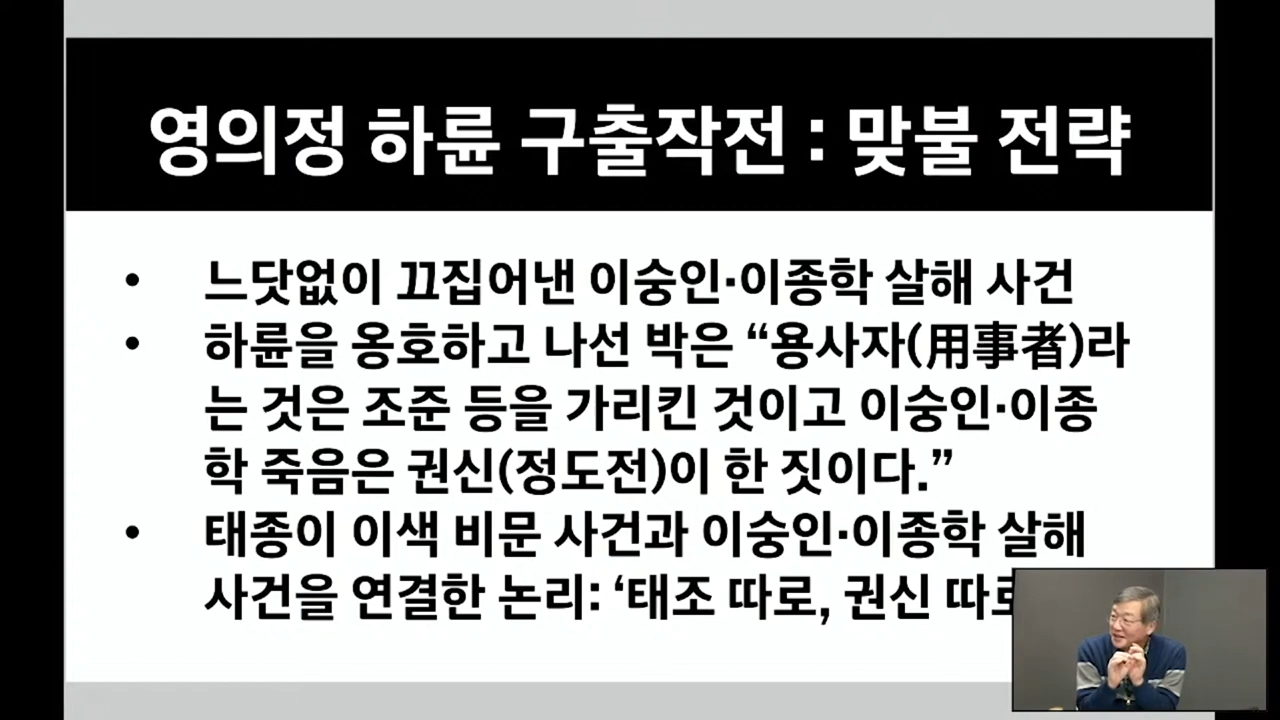 영의정 하륜 구출작전 : 맞불 전략
• 느닷없이 끄집어낸 이숭인·이종학 살해 사건
• 하륜을 옹호하고 나선 박은 “용사자(用事者)라
는 것은 조준 등을 가리킨 것이고 이숭인·이종
학 죽음은 권신(정도전)이 한 짓이다.”
• 태종이 이색 비문 사건과 이숭인·이종학 살해
사건을 연결한 논리: ‘태조 따로, 권신 따로